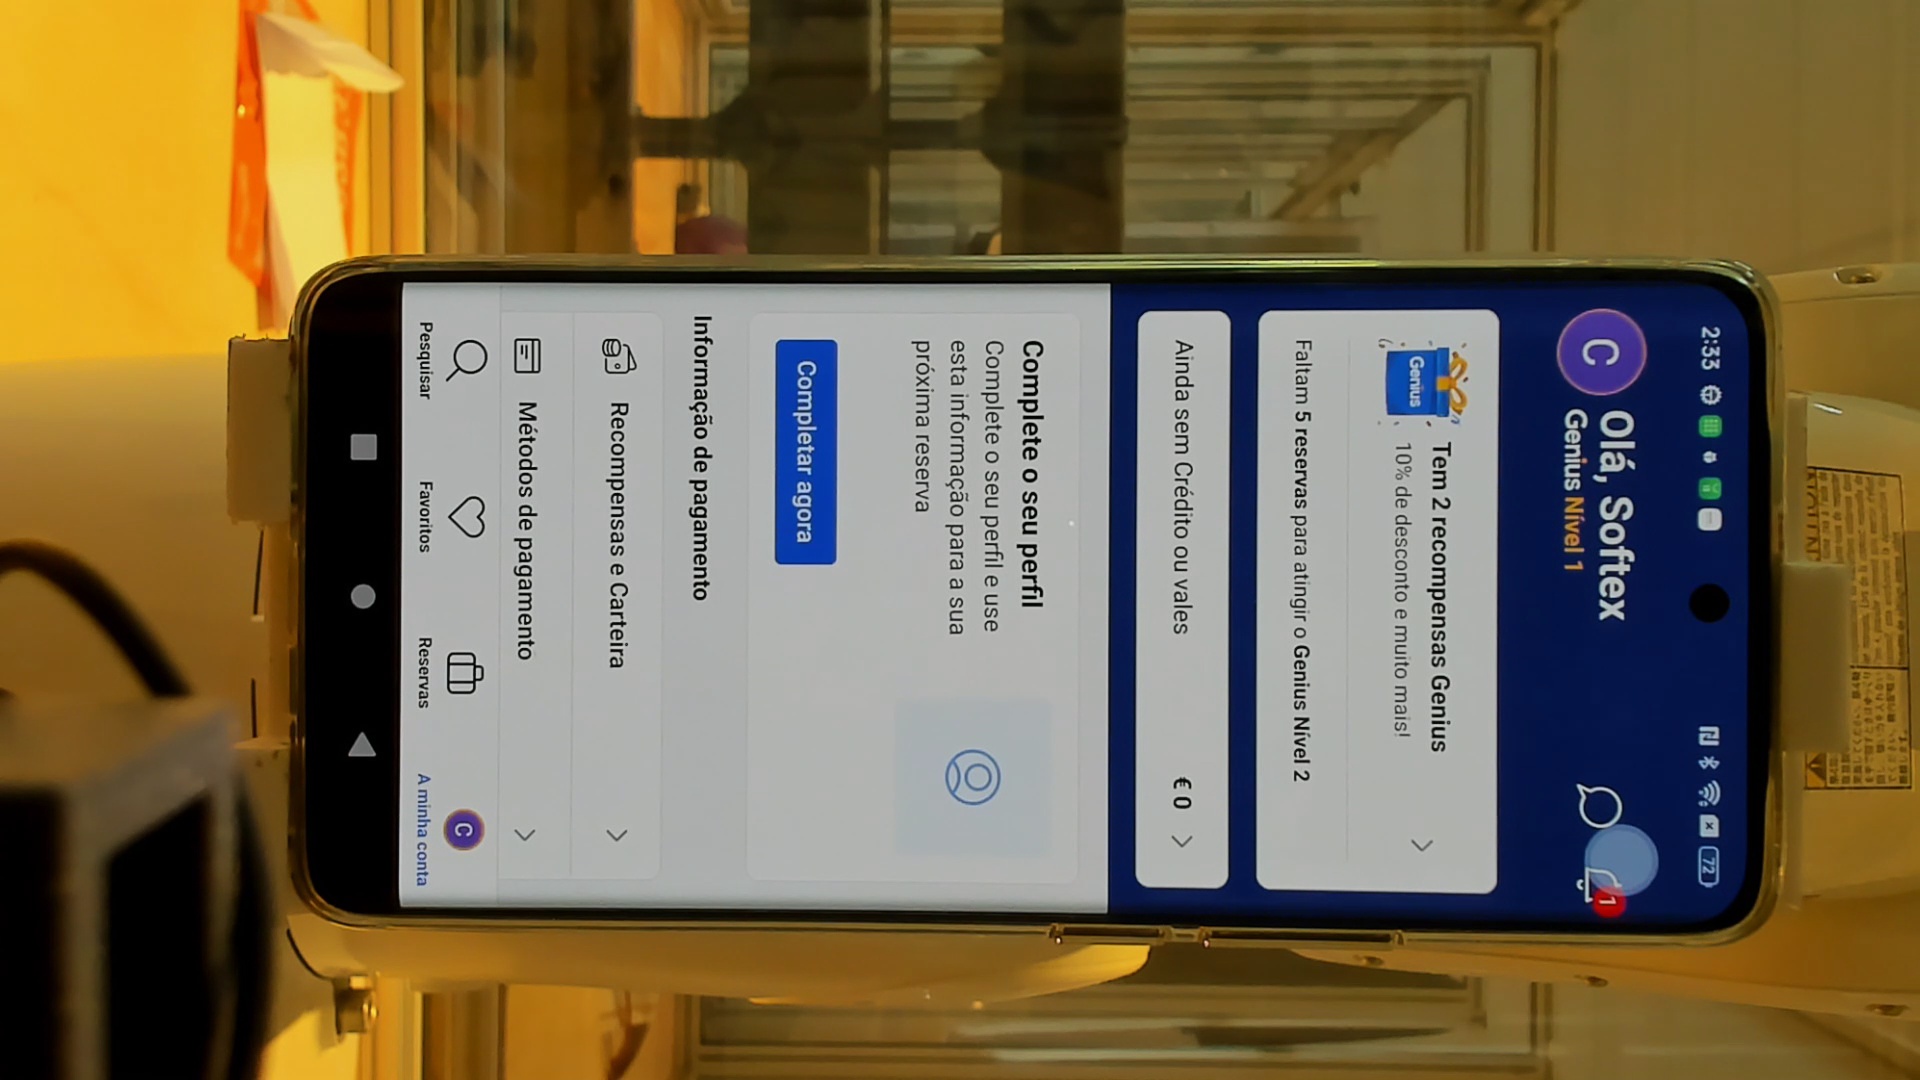 2:33
72
C
Olá, Softex
Genius Nível 1
1
Genius
Tem 2 recompensas Genius
10% de desconto e muito mais!
Faltam 5 reservas para atingir o Genius Nível 2
Ainda sem Crédito ou vales
€ 0
Complete o seu perfil
Complete o seu perfil e use
esta informação para a sua
próxima reserva
Completar agora
Informação de pagamento
Recompensas e Carteira
Métodos de pagamento
C
Pesquisar
Favoritos
Reservas
A minha conta